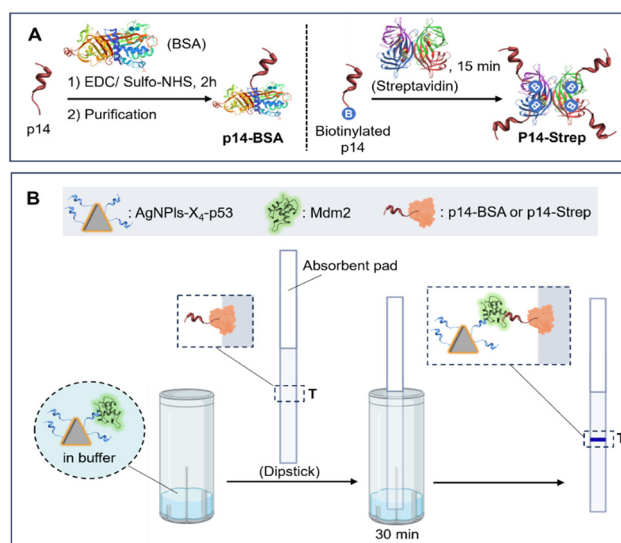 A
(BSA)
1) EDC/ Sulfo-NHS, 2h
2) Purification
p14
p14-BSA
, 15 min
(Streptavidin)
B
Biotinylated
p14
P14-Strep
B
: AgNPls-X4-p53
: Mdm2
: p14-BSA or p14-Strep
Absorbent pad
T
in buffer
(Dipstick)
30 min
T